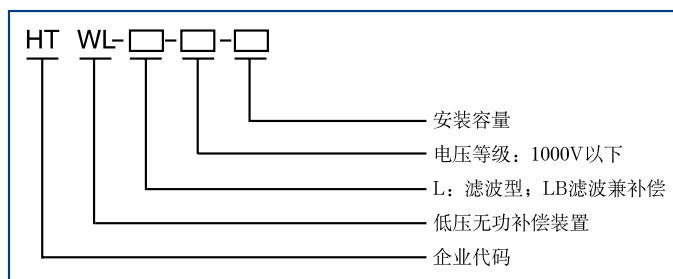 HT WL-□-□-□
安装容量
电压等级：1000V以下
L：滤波型；LB滤波兼补偿
低压无功补偿装置
企业代码